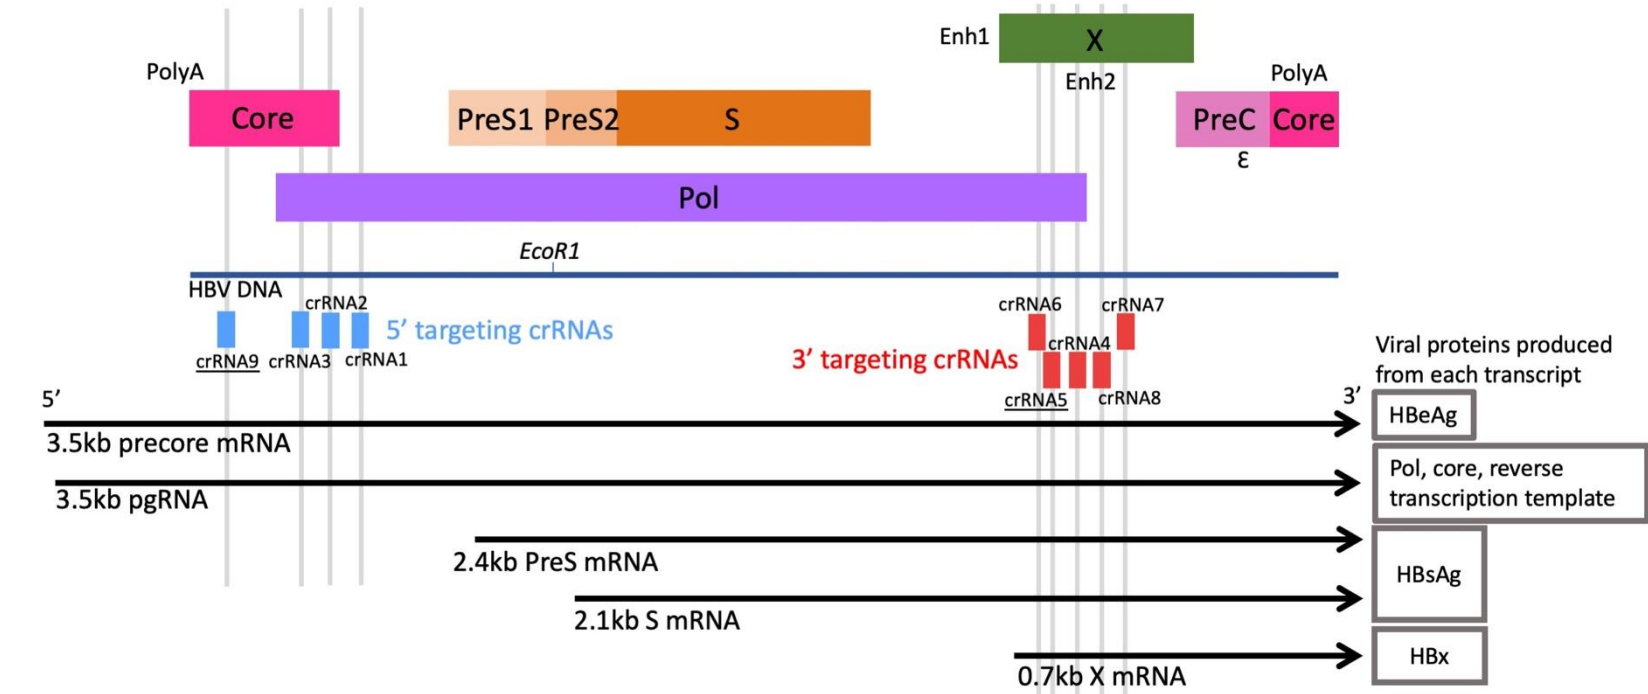 Enh1
X
Enh2
PolyA
PolyA
Core
PreS1 PreS2 S
PreC Core
ε
Pol
EcoR1
HBV DNA
crRNA2
crRNA9 crRNA3 crRNA1
5’ targeting crRNAs
crRNA6 crRNA7
crRNA4
3’ targeting crRNAs
crRNA5 crRNA8
Viral proteins produced
from each transcript
5’
3’
3.5kb precore mRNA
HBeAg
3.5kb pgRNA
Pol, core, reverse
transcription template
2.4kb PreS mRNA
HBsAg
2.1kb S mRNA
0.7kb X mRNA
HBx